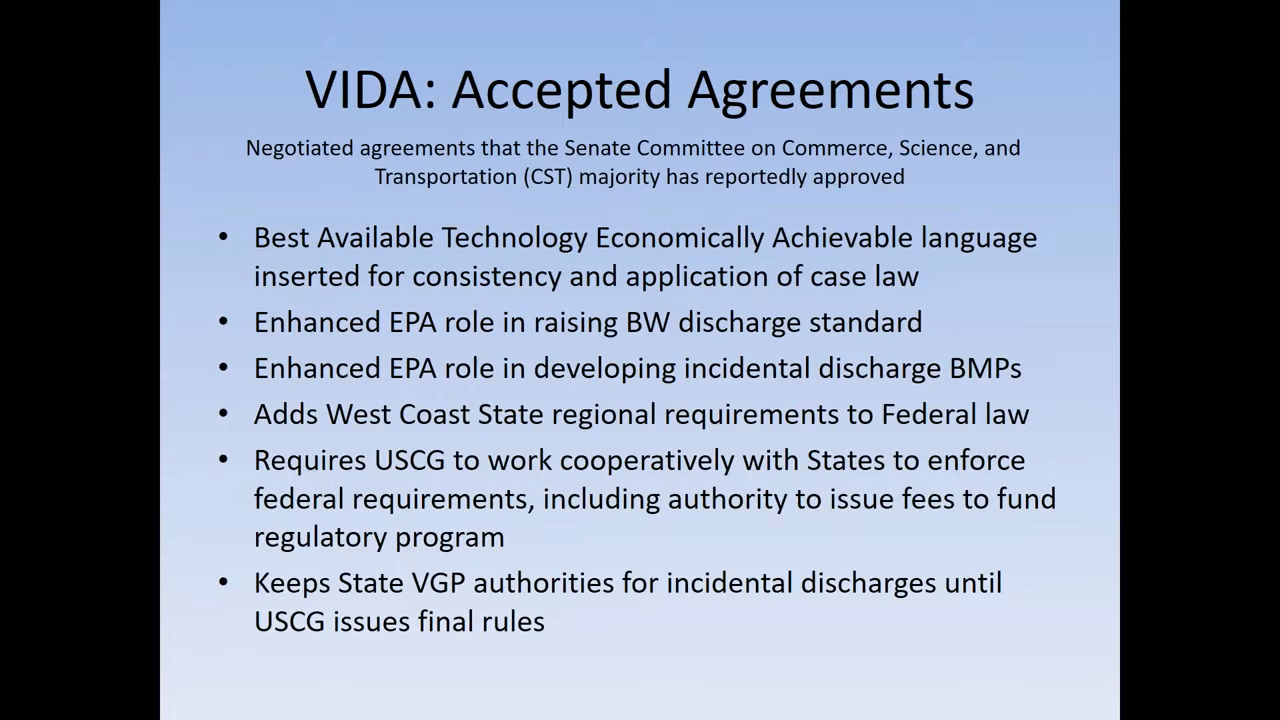 VIDA: Accepted Agreements
Negotiated agreements that the Senate Committee on Commerce, Science, and
Transportation (CST) majority has reportedly approved
• Best Available Technology Economically Achievable language
inserted for consistency and application of case law
• Enhanced EPA role in raising BW discharge standard
• Enhanced EPA role in developing incidental discharge BMPs
• Adds West Coast State regional requirements to Federal law
• Requires USCG to work cooperatively with States to enforce
federal requirements, including authority to issue fees to fund
regulatory program
• Keeps State VGP authorities for incidental discharges until
USCG issues final rules